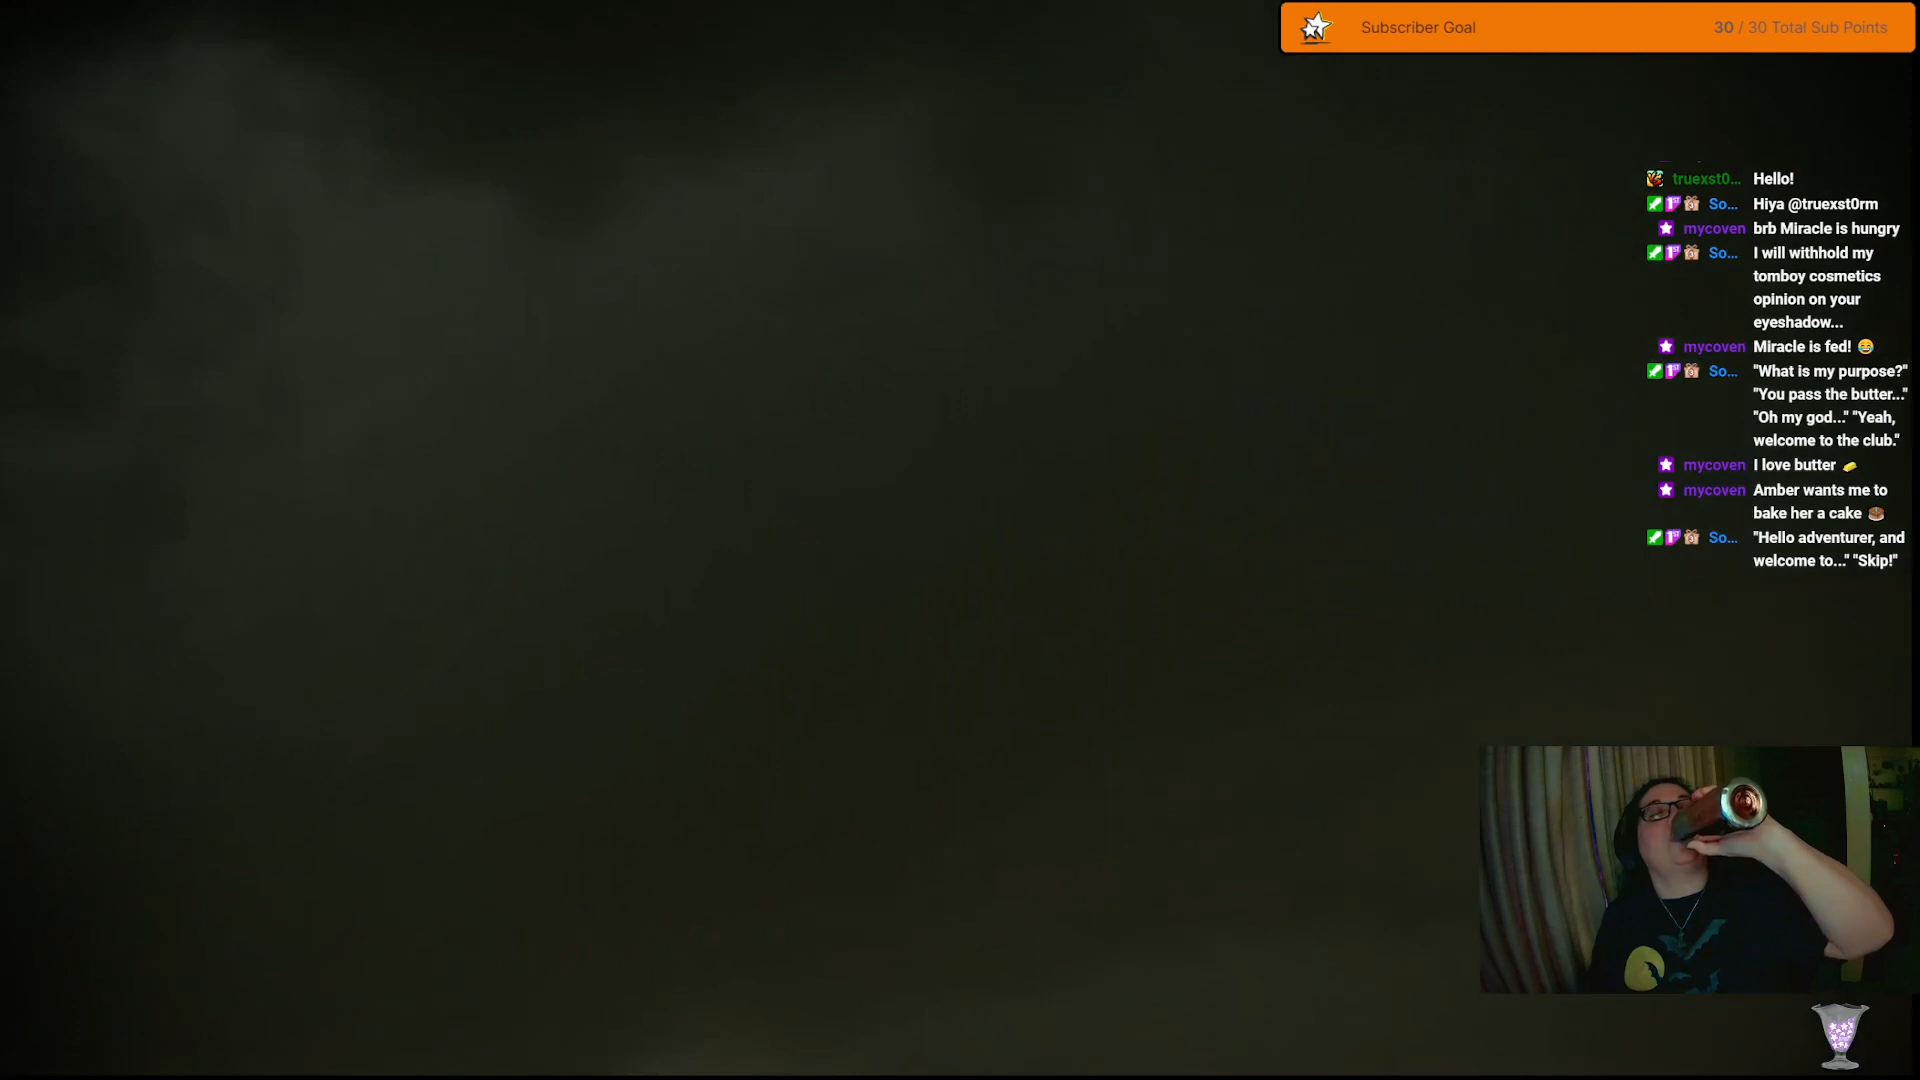 Subscriber Goal
30 / 30 Total Sub Points
truexst0... Hello!
So... Hiya @truexst0rm
mycoven brb Miracle is hungry
So... I will withhold my
tomboy cosmetics
opinion on your
eyeshadow...
mycoven Miracle is fed! 😂
So... "What is my purpose?"
"You pass the butter..."
"Oh my god..." "Yeah,
welcome to the club."
mycoven I love butter 🧈
mycoven Amber wants me to
bake her a cake 🎂
So... "Hello adventurer, and
welcome to..." "Skip!"